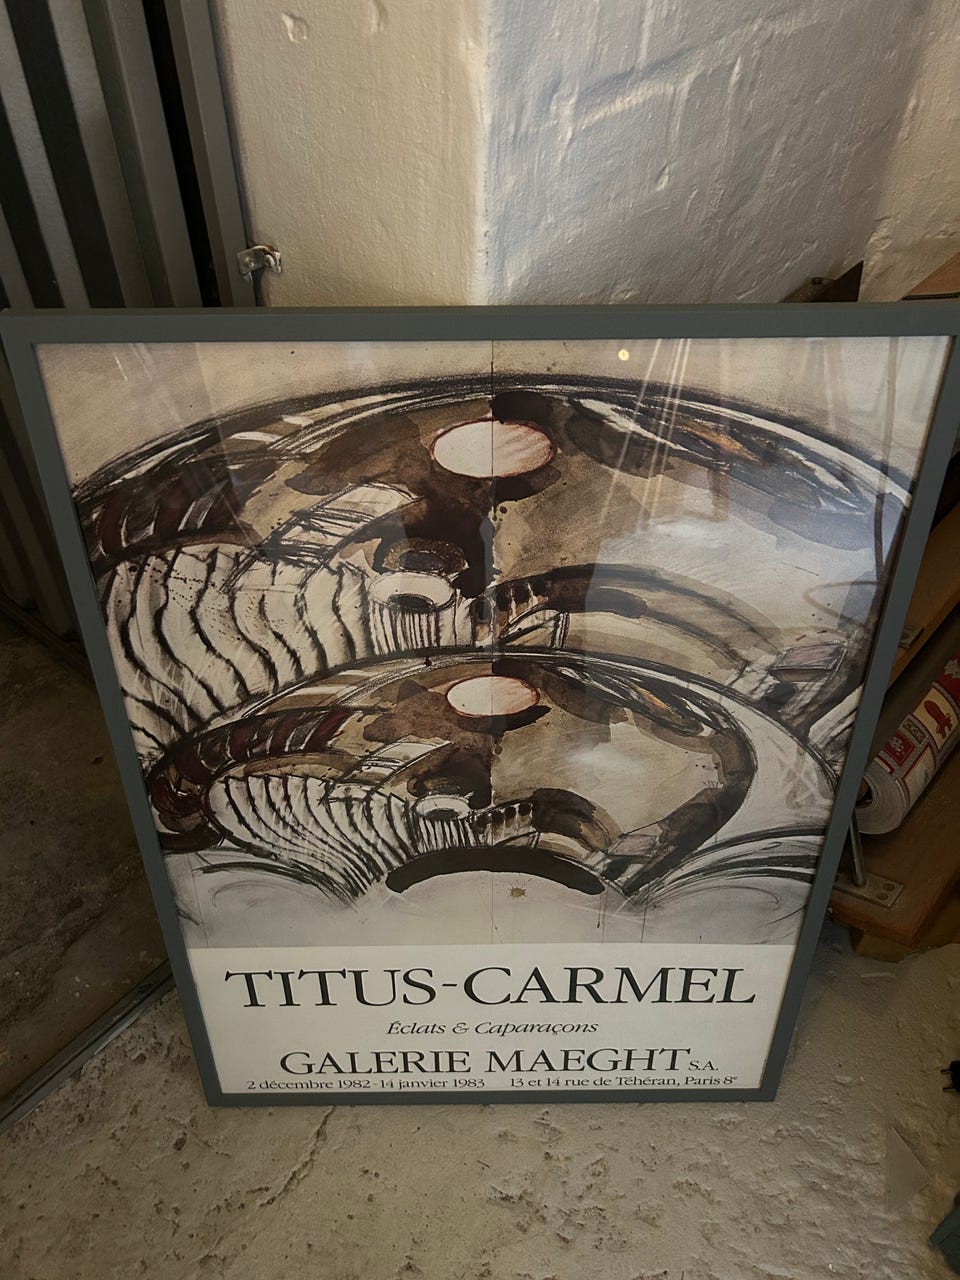 TITUS-CARMEL
Éclats & Caparaçons
GALERIE MAEGHT S.A.
2 décembre 1982 - 14 janvier 1983 13 et 14 rue de Téhéran, Paris 8e